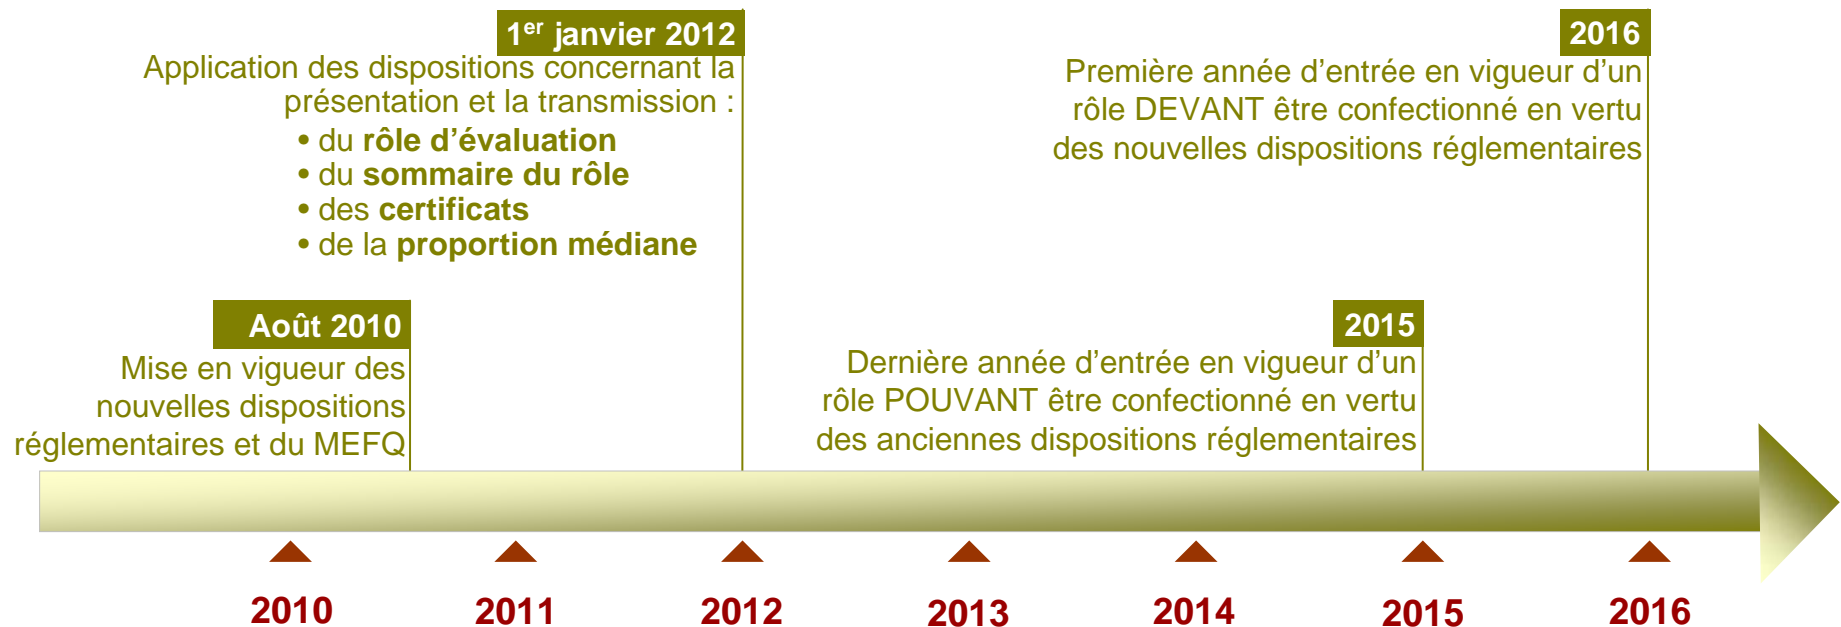 1er janvier 2012
Application des dispositions concernant la
présentation et la transmission :
• du rôle d’évaluation
• du sommaire du rôle
• des certificats
• de la proportion médiane
2016
Première année d’entrée en vigueur d’un
rôle DEVANT être confectionné en vertu
des nouvelles dispositions réglementaires
Août 2010
Mise en vigueur des
nouvelles dispositions
réglementaires et du MEFQ
2015
Dernière année d’entrée en vigueur d’un
rôle POUVANT être confectionné en vertu
des anciennes dispositions réglementaires
2010 2011 2012 2013 2014 2015 2016